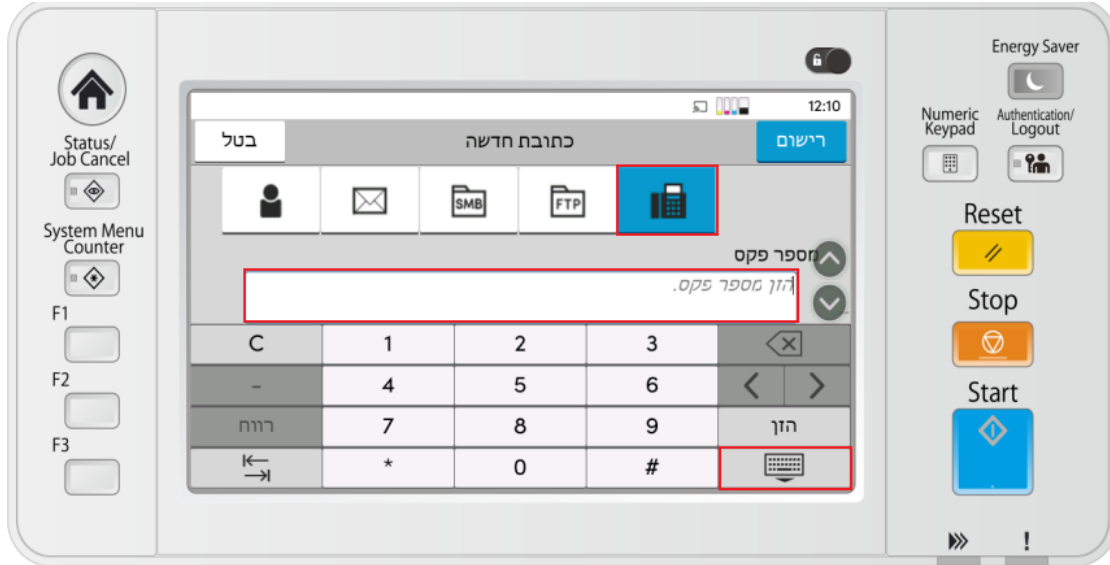 Energy Saver
Numeric Keypad
Authentication/
Logout
Status/
Job Cancel
System Menu
Counter
F1
F2
F3
12:10
בטל
כתובת חדשה
רישום
SMB
FTP
מספר פקס
הזן מספר פקס.
C 1 2 3
- 4 5 6
רווח 7 8 9 הזן
* 0 #
Reset
Stop
Start
!